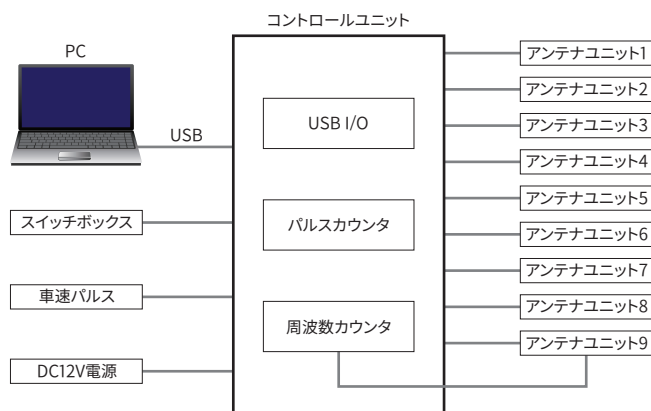 コントロールユニット
PC
USB
スイッチボックス
車速パルス
DC12V電源
USB I/O
パルスカウンタ
周波数カウンタ
アンテナユニット1
アンテナユニット2
アンテナユニット3
アンテナユニット4
アンテナユニット5
アンテナユニット6
アンテナユニット7
アンテナユニット8
アンテナユニット9